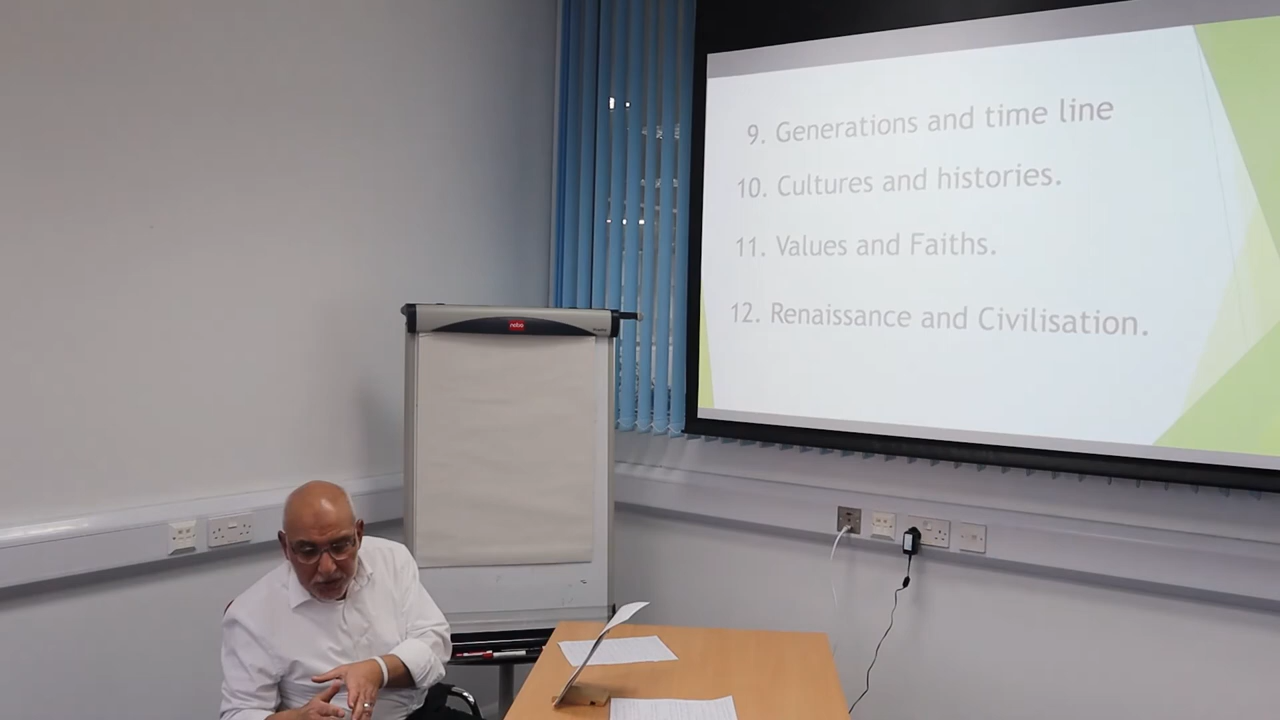 9. Generations and time line
10. Cultures and histories.
11. Values and Faiths.
12. Renaissance and Civilisation.
nobo